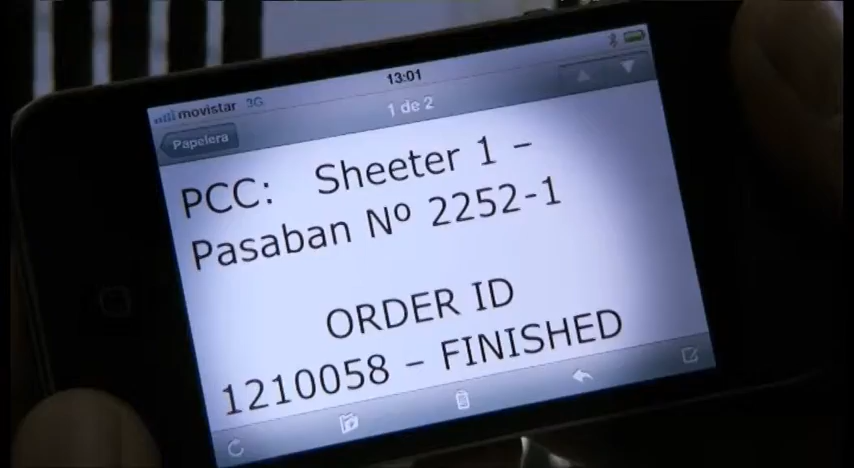 movistar 3G 13:01
Papelera 1 de 2
PCC: Sheeter 1 –
Pasaban Nº 2252-1
ORDER ID
1210058 – FINISHED